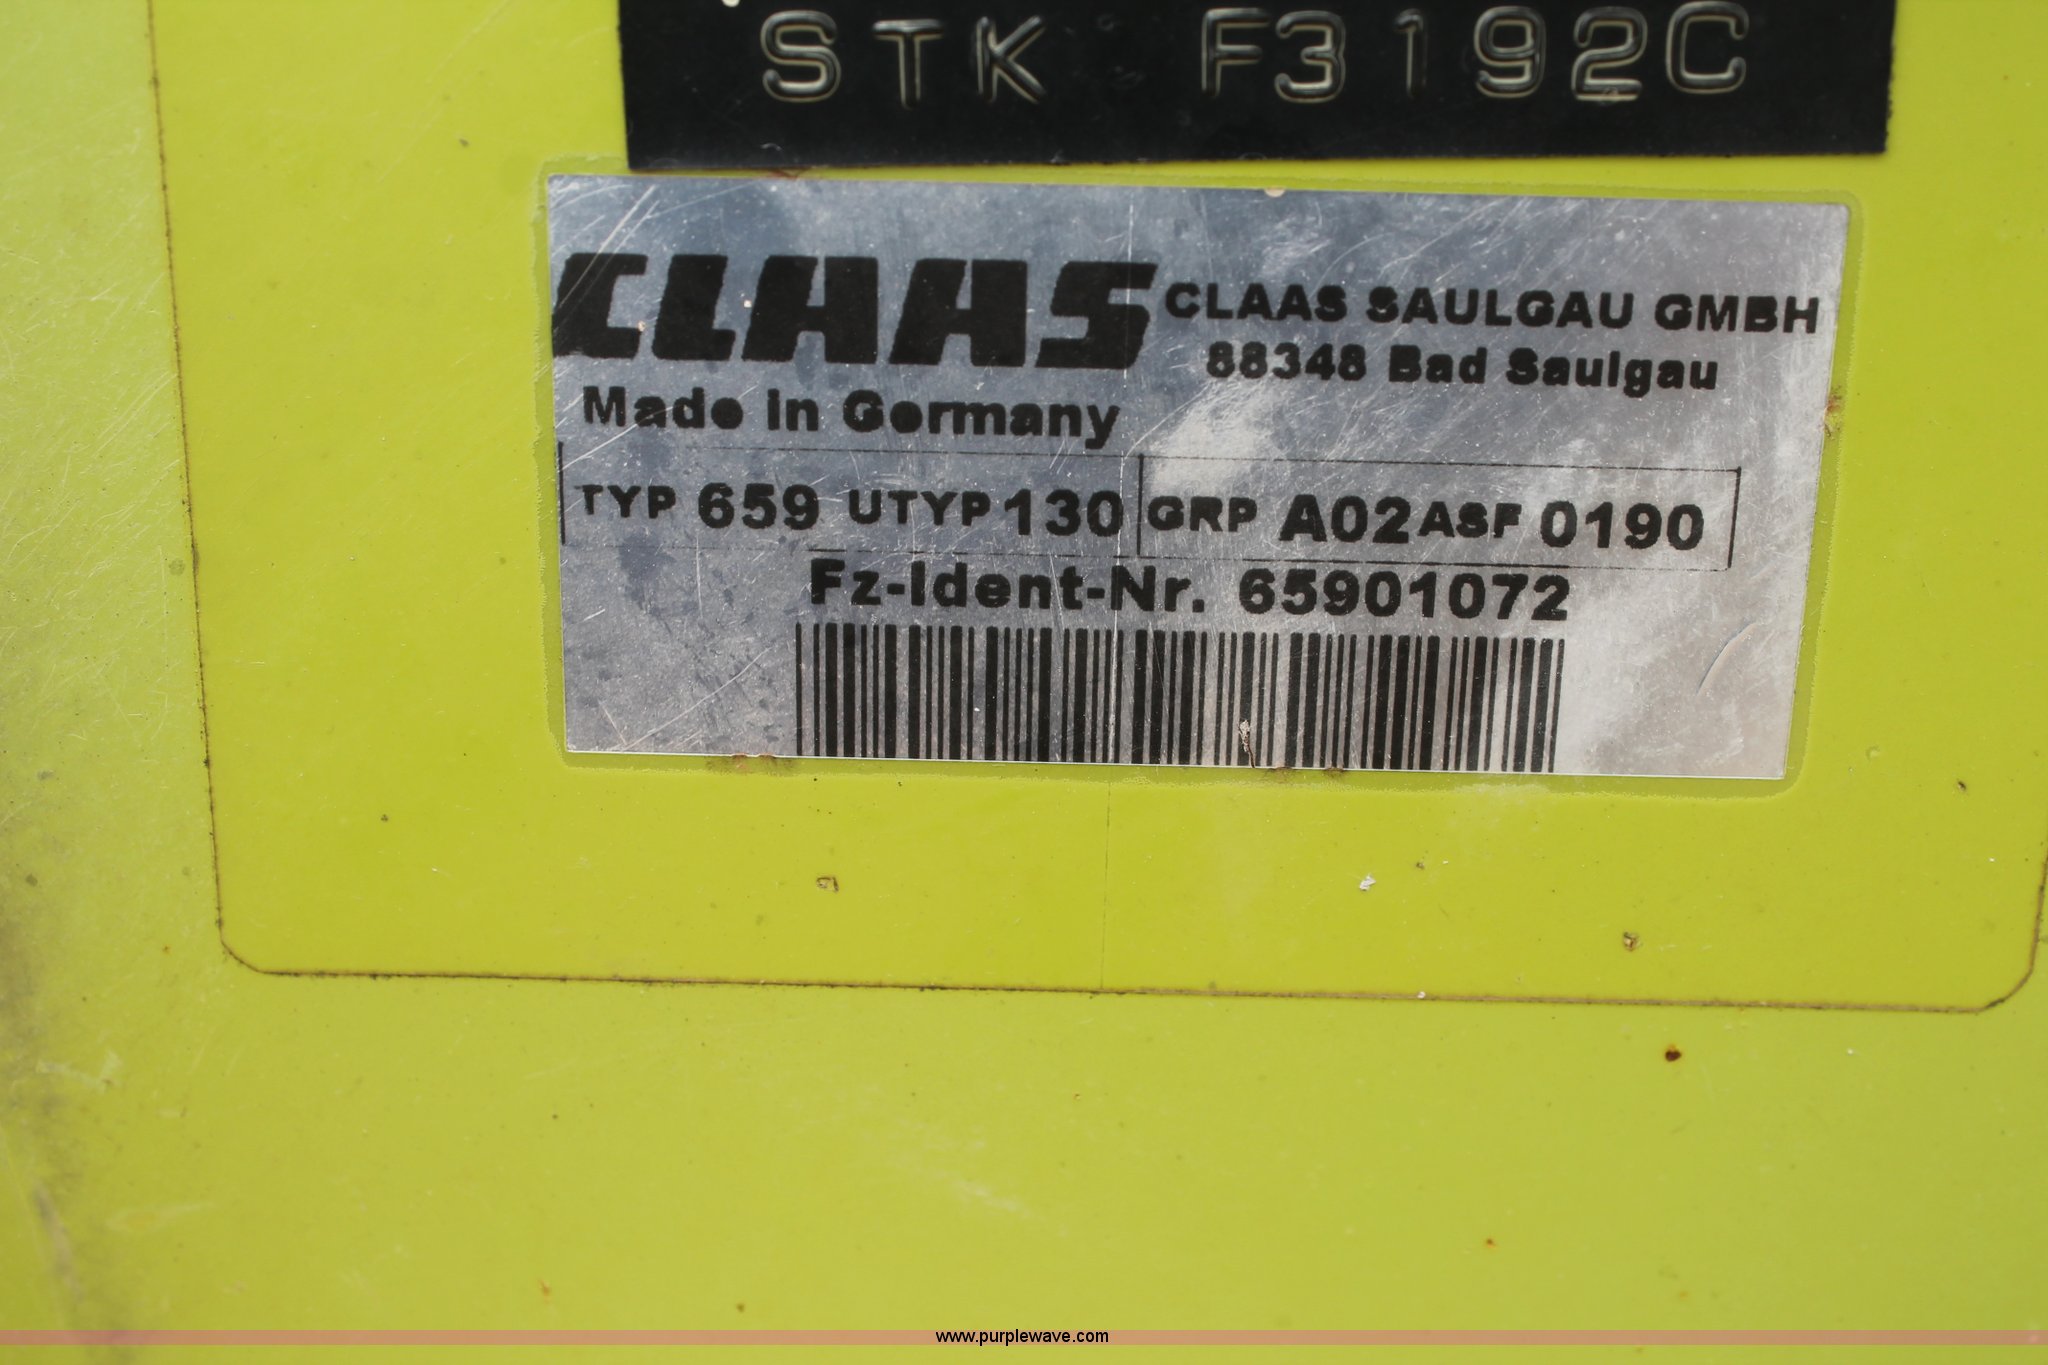 STK F3192C
CLAAS
CLAAS SAULGAU GMBH
88348 Bad Saulgau
Made in Germany
TYP 659 UTYP 130 GRP A02 ASF 0190
Fz-Ident-Nr. 65901072
www.purplewave.com